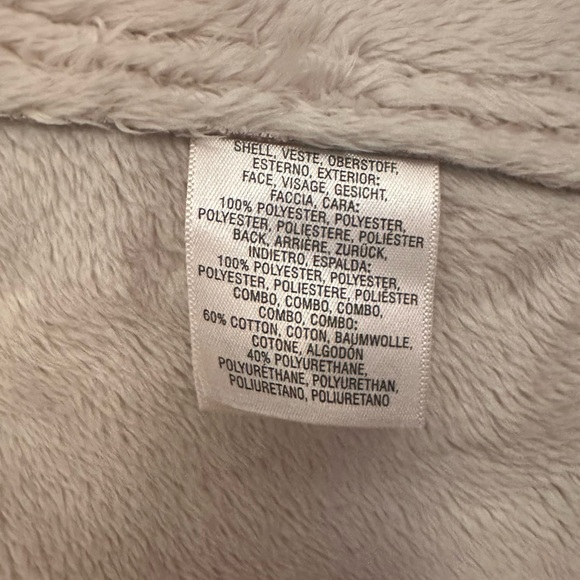 SHELL, VESTE, OBERSTOFF,
ESTERNO, EXTERIOR:
FACE, VISAGE, GESICHT,
FACCIA, CARA:
100% POLYESTER, POLYESTER,
POLYESTER, POLIESTERE, POLIÉSTER
BACK, ARRIÈRE, ZURÜCK,
INDIETRO, ESPALDA:
100% POLYESTER, POLYESTER,
POLYESTER, POLIESTERE, POLIÉSTER
COMBO, COMBO, COMBO,
COMBO, COMBO:
60% COTTON, COTON, BAUMWOLLE,
COTONE, ALGODÓN
40% POLYURETHANE,
POLYURÉTHANE, POLYURETHAN,
POLIURETANO, POLIURETANO